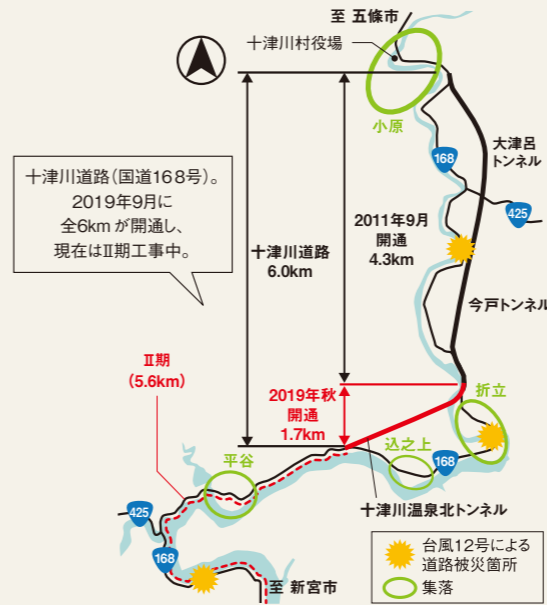 至 五條市
十津川村役場
小原
168
大津呂
トンネル
425
十津川道路(国道168号)。
2019年9月に
全6kmが開通し、
現在はⅡ期工事中。
十津川道路
6.0km
2011年9月
開通
4.3km
今戸トンネル
Ⅱ期
(5.6km)
2019年秋
開通
1.7km
折立
込之上
168
平谷
十津川温泉北トンネル
425
168
至 新宮市
台風12号による
道路被災箇所
集落